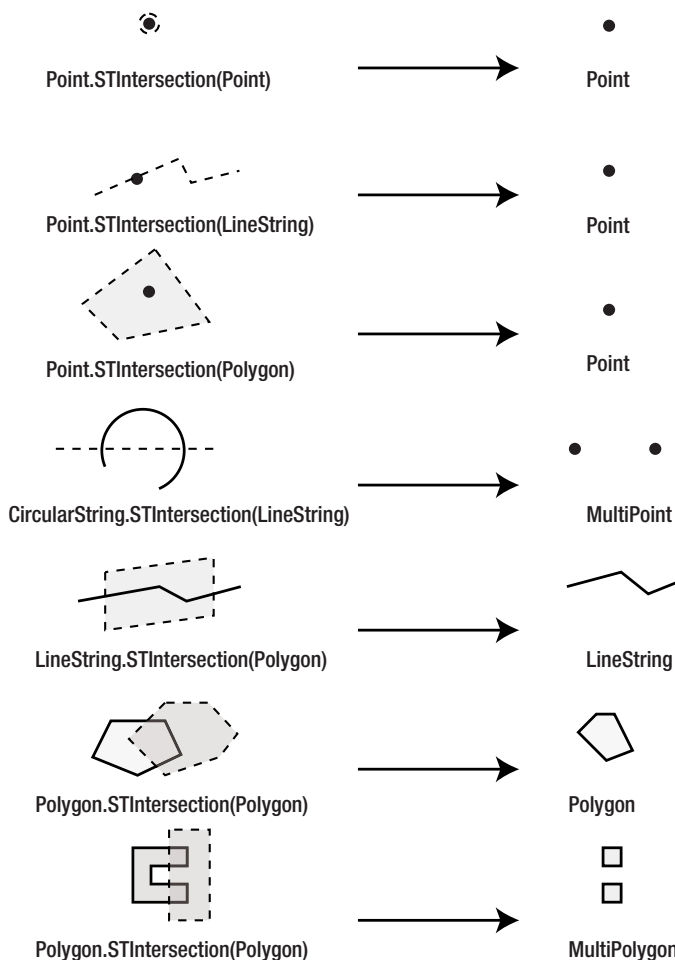 Point.STIntersection(Point)
Point
Point.STIntersection(LineString)
Point
Point.STIntersection(Polygon)
Point
CircularString.STIntersection(LineString)
MultiPoint
LineString.STIntersection(Polygon)
LineString
Polygon.STIntersection(Polygon)
Polygon
Polygon.STIntersection(Polygon)
MultiPolygon